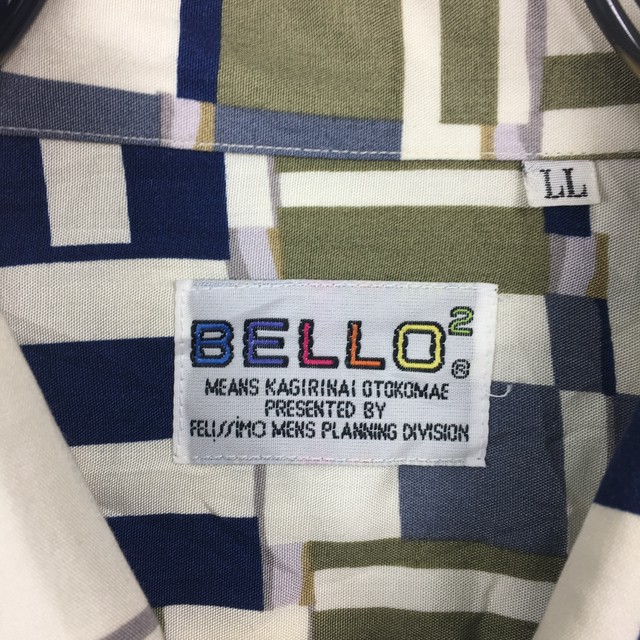 LL
BELLO²®
MEANS KAGIRINAI OTOKOMAE
PRESENTED BY
FELiSSiMO MENS PLANNING DIVISION